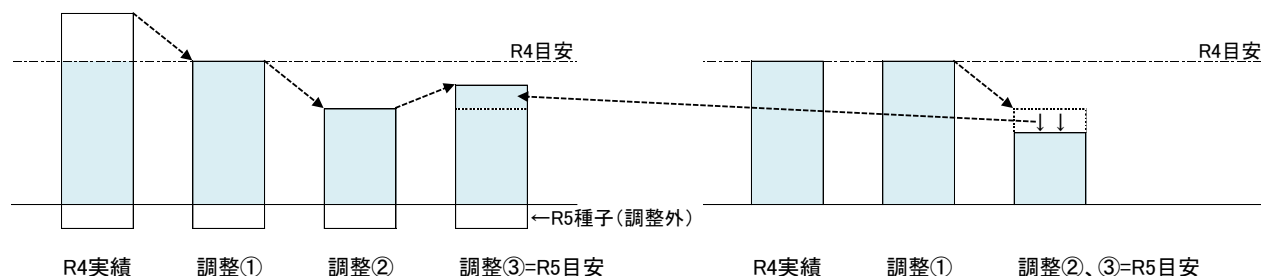 R4目安
R4目安
↓ ↓
←R5種子(調整外)
R4実績
調整①
調整②
調整③=R5目安
R4実績
調整①
調整②、③=R5目安